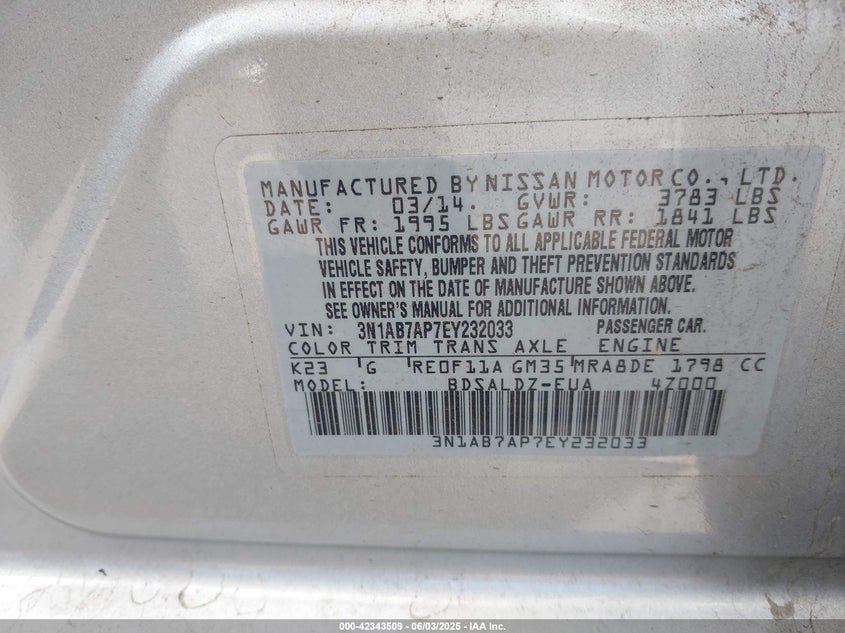 MANUFACTURED BY NISSAN MOTOR CO., LTD.
DATE: 03/14. GVWR: 3783 LBS
GAWR FR: 1995 LBS GAWR RR: 1841 LBS
THIS VEHICLE CONFORMS TO ALL APPLICABLE FEDERAL MOTOR
VEHICLE SAFETY, BUMPER AND THEFT PREVENTION STANDARDS
IN EFFECT ON THE DATE OF MANUFACTURE SHOWN ABOVE.
SEE OWNER'S MANUAL FOR ADDITIONAL INFORMATION.
VIN: 3N1AB7AP7EY232033 PASSENGER CAR.
COLOR TRIM TRANS AXLE ENGINE
K23 G RE0F11A GM35 MRA8DE 1798 CC
MODEL: BDSALDZ-EUA 4Z000
3N1AB7AP7EY232033
000-42343509 - 06/03/2025 - IAA Inc.